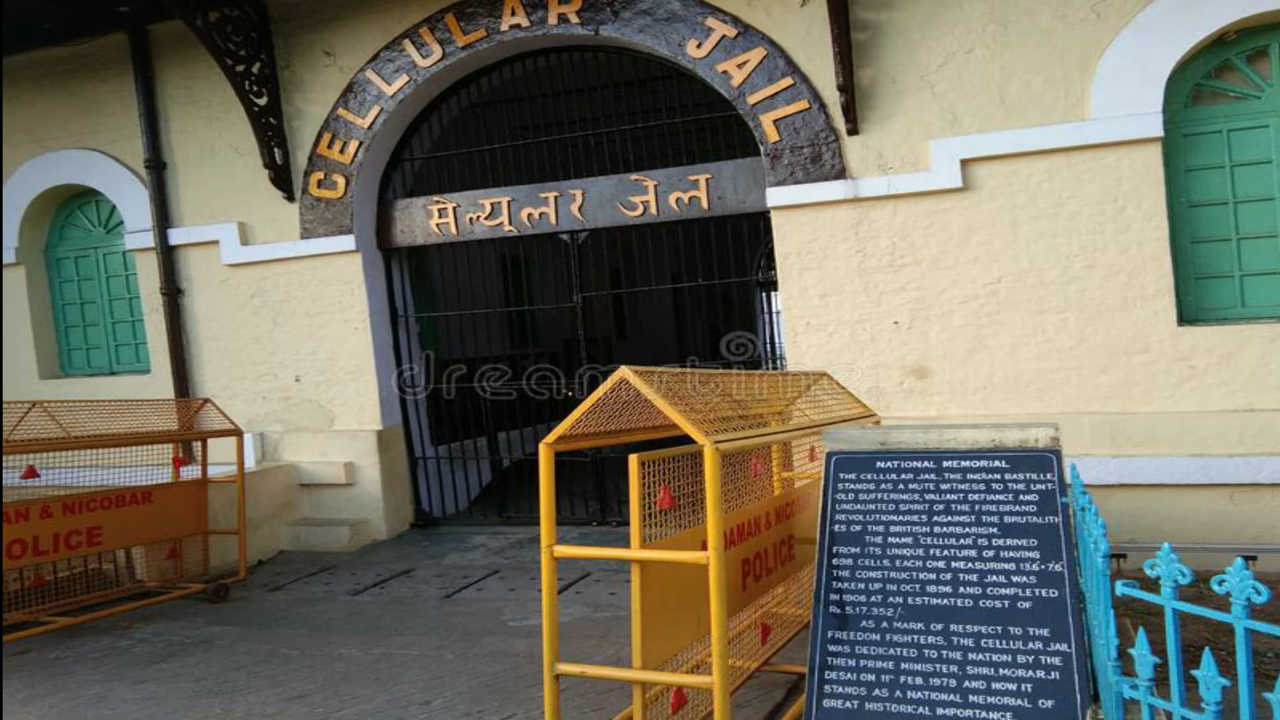 CELLULAR JAIL
सेल्यूलर जेल
dreamstime
AN & NICOBAR
POLICE
DAMAN & NICOBAR
POLICE
NATIONAL MEMORIAL
THE CELLULAR JAIL, THE INDIAN BASTILLE,
STANDS AS A MUTE WITNESS TO THE UNT-
-OLD SUFFERINGS, VALIANT DEFIANCE AND
UNDAUNTED SPIRIT OF THE FIREBRAND
REVOLUTIONARIES AGAINST THE BRUTALITI-
-ES OF THE BRITISH BARBARISM.
THE NAME "CELLULAR" IS DERIVED
FROM ITS UNIQUE FEATURE OF HAVING
698 CELLS, EACH ONE MEASURING 13'.6"×7'.6".
THE CONSTRUCTION OF THE JAIL WAS
TAKEN UP IN OCT. 1896 AND COMPLETED
IN 1906 AT AN ESTIMATED COST OF
Rs. 5,17,352/-
AS A MARK OF RESPECT TO THE
FREEDOM FIGHTERS, THE CELLULAR JAIL
WAS DEDICATED TO THE NATION BY THE
THEN PRIME MINISTER, SHRI. MORARJI
DESAI ON 11TH FEB. 1979 AND NOW IT
STANDS AS A NATIONAL MEMORIAL OF
GREAT HISTORICAL IMPORTANCE.